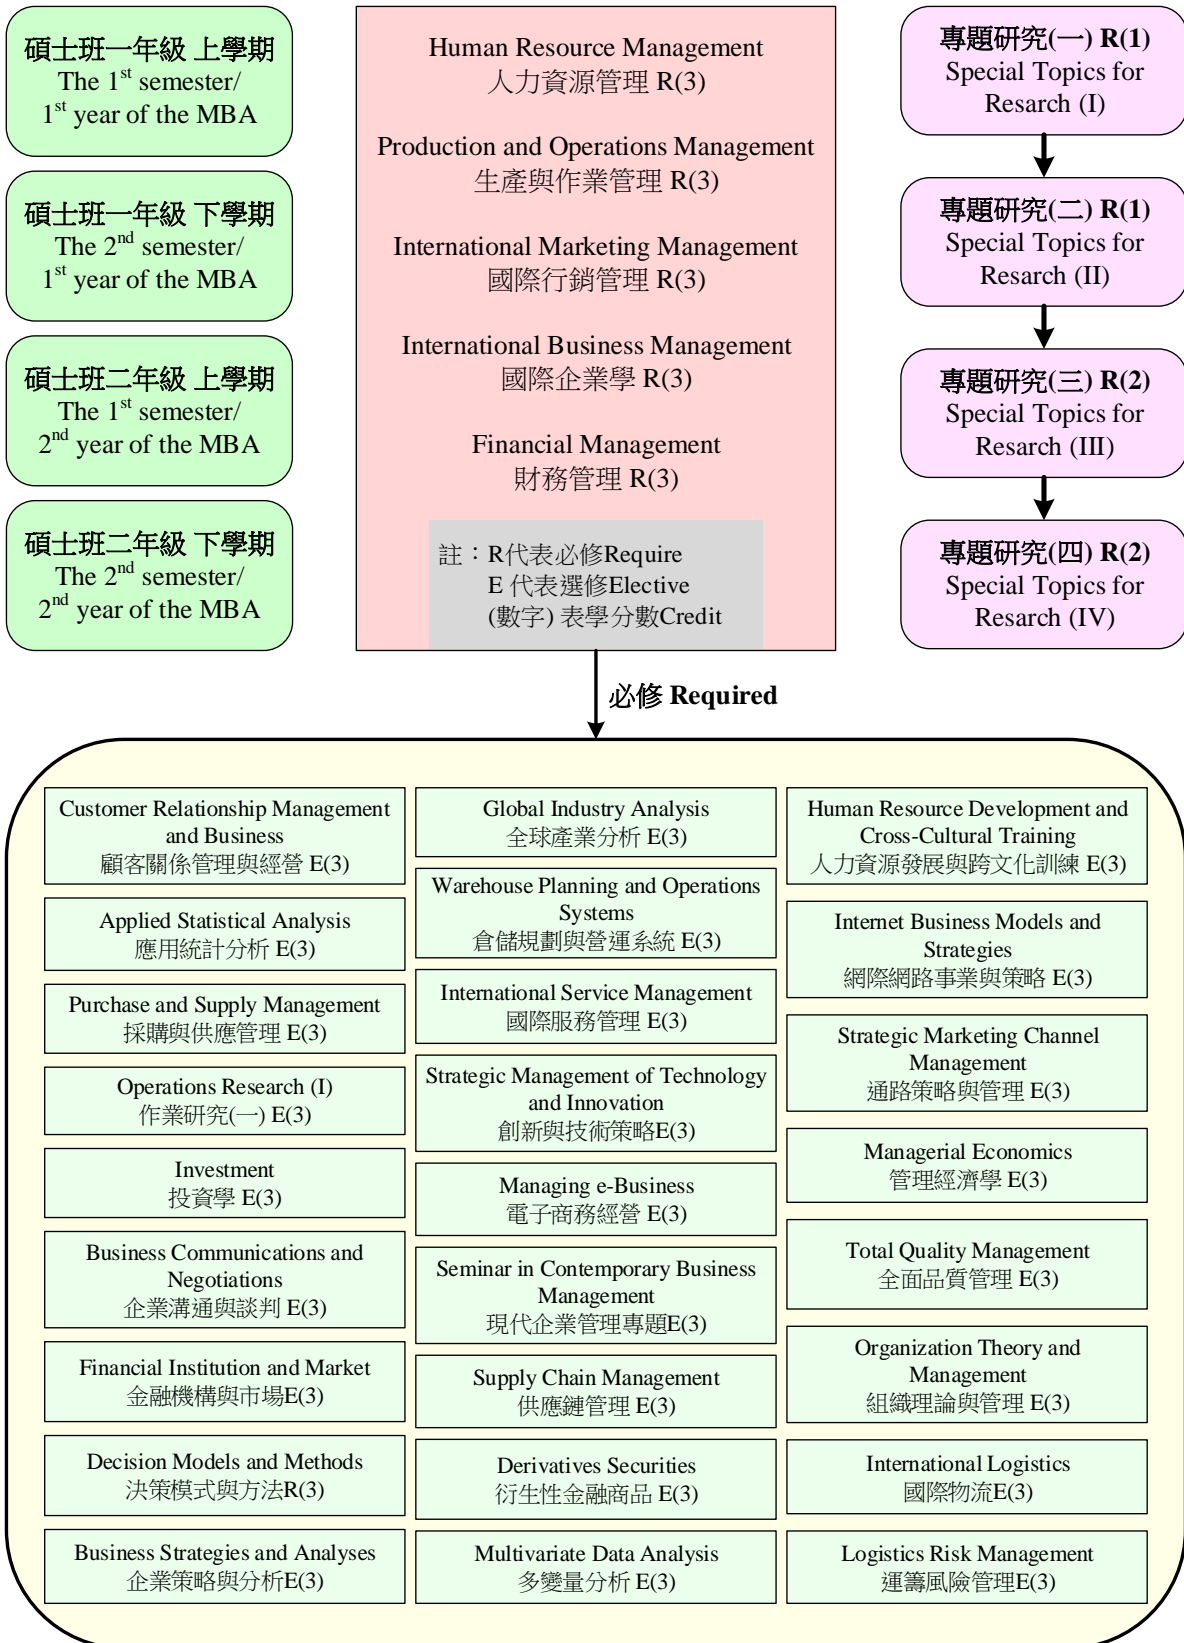 碩士班一年級 上學期
The 1st semester/
1st year of the MBA
碩士班一年級 下學期
The 2nd semester/
1st year of the MBA
碩士班二年級 上學期
The 1st semester/
2nd year of the MBA
碩士班二年級 下學期
The 2nd semester/
2nd year of the MBA
Human Resource Management
人力資源管理 R(3)
Production and Operations Management
生產與作業管理 R(3)
International Marketing Management
國際行銷管理 R(3)
International Business Management
國際企業學 R(3)
Financial Management
財務管理 R(3)
註：R代表必修Require
E 代表選修Elective
(數字) 表學分數Credit
專題研究(一) R(1)
Special Topics for
Resarch (I)
專題研究(二) R(1)
Special Topics for
Resarch (II)
專題研究(三) R(2)
Special Topics for
Resarch (III)
專題研究(四) R(2)
Special Topics for
Resarch (IV)
必修 Required
Customer Relationship Management
and Business
顧客關係管理與經營 E(3)
Applied Statistical Analysis
應用統計分析 E(3)
Purchase and Supply Management
採購與供應管理 E(3)
Operations Research (I)
作業研究(一) E(3)
Investment
投資學 E(3)
Business Communications and
Negotiations
企業溝通與談判 E(3)
Financial Institution and Market
金融機構與市場E(3)
Decision Models and Methods
決策模式與方法R(3)
Business Strategies and Analyses
企業策略與分析E(3)
Global Industry Analysis
全球產業分析 E(3)
Warehouse Planning and Operations
Systems
倉儲規劃與營運系統 E(3)
International Service Management
國際服務管理 E(3)
Strategic Management of Technology
and Innovation
創新與技術策略E(3)
Managing e-Business
電子商務經營 E(3)
Seminar in Contemporary Business
Management
現代企業管理專題E(3)
Supply Chain Management
供應鏈管理 E(3)
Derivatives Securities
衍生性金融商品 E(3)
Multivariate Data Analysis
多變量分析 E(3)
Human Resource Development and
Cross-Cultural Training
人力資源發展與跨文化訓練 E(3)
Internet Business Models and
Strategies
網際網路事業與策略 E(3)
Strategic Marketing Channel
Management
通路策略與管理 E(3)
Managerial Economics
管理經濟學 E(3)
Total Quality Management
全面品質管理 E(3)
Organization Theory and
Management
組織理論與管理 E(3)
International Logistics
國際物流E(3)
Logistics Risk Management
運籌風險管理E(3)